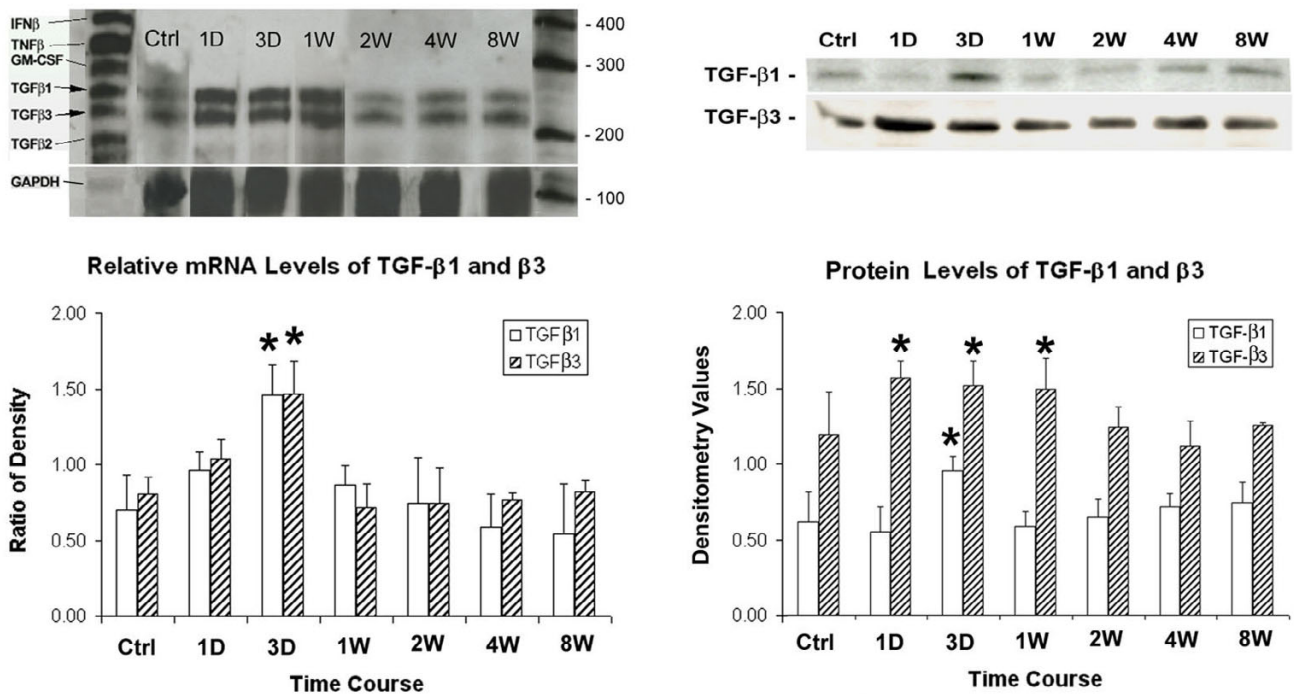 IFNβ
TNFβ
GM-CSF
TGFβ1
TGFβ3
TGFβ2
GAPDH
Ctrl 1D 3D 1W 2W 4W 8W
- 400
- 300
- 200
- 100
Ctrl 1D 3D 1W 2W 4W 8W
TGF-β1 -
TGF-β3 -
Relative mRNA Levels of TGF-β1 and β3
Ratio of Density
2.00
1.50
1.00
0.50
0.00
* *
TGFβ1
TGFβ3
Ctrl 1D 3D 1W 2W 4W 8W
Time Course
Protein Levels of TGF-β1 and β3
Densitometry Values
2.00
1.50
1.00
0.50
0.00
* * *
*
TGF-β1
TGF-β3
Ctrl 1D 3D 1W 2W 4W 8W
Time Course